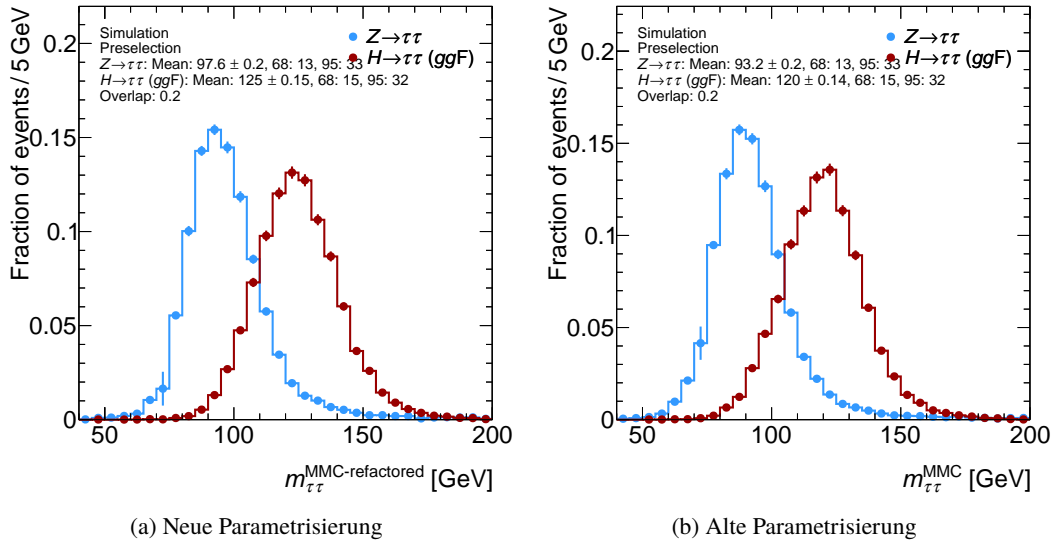 Fraction of events/ 5 GeV
0.2
0.15
0.1
0.05
0
Simulation
Preselection
Z→ττ: Mean: 97.6 ± 0.2, 68: 13, 95: 33
H→ττ (ggF): Mean: 125 ± 0.15, 68: 15, 95: 32
Overlap: 0.2
Z→ττ
H→ττ (ggF)
50 100 150 200
m_ττ^MMC-refactored [GeV]
(a) Neue Parametrisierung
Fraction of events/ 5 GeV
0.2
0.15
0.1
0.05
0
Simulation
Preselection
Z→ττ: Mean: 93.2 ± 0.2, 68: 13, 95: 33
H→ττ (ggF): Mean: 120 ± 0.14, 68: 15, 95: 32
Overlap: 0.2
Z→ττ
H→ττ (ggF)
50 100 150 200
m_ττ^MMC [GeV]
(b) Alte Parametrisierung